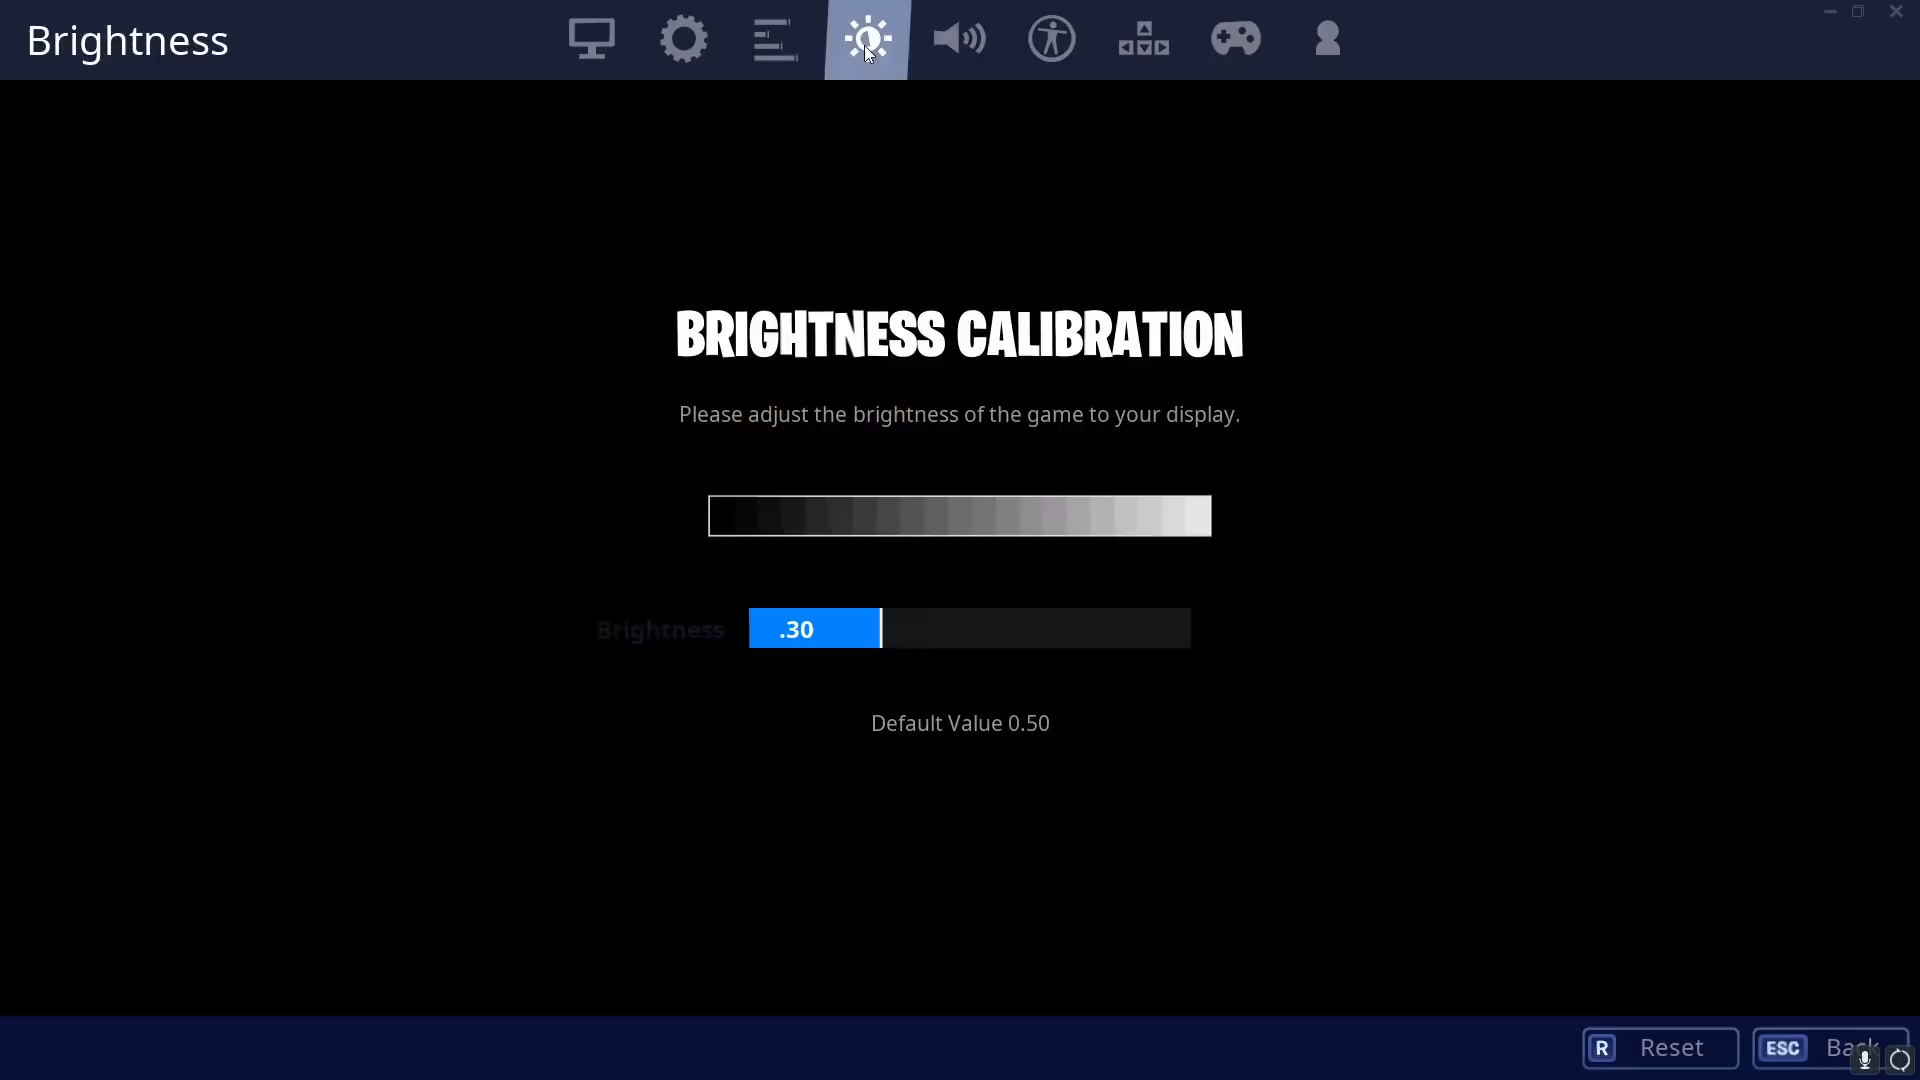 Brightness
BRIGHTNESS CALIBRATION
Please adjust the brightness of the game to your display.
Brightness
.30
Default Value 0.50
R Reset
ESC Back